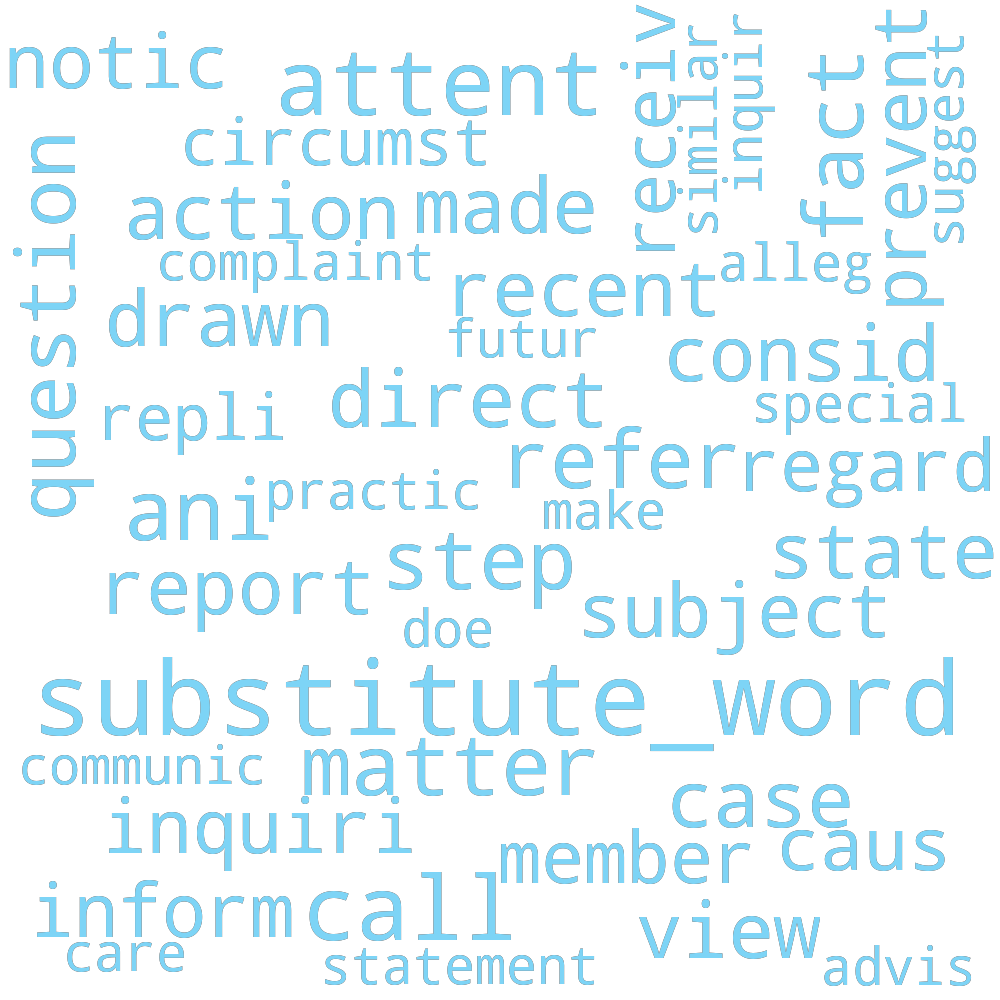 notic
attent
receiv
similar
inquir
fact
prevent
suggest
circumst
question
action
made
complaint
recent
alleg
drawn
futur
consid
direct
special
repli
refer
regard
practic
ani
make
step
state
report
subject
doe
substitute_word
communic
matter
case
inquiri
member
caus
inform
call
view
care
statement
advis